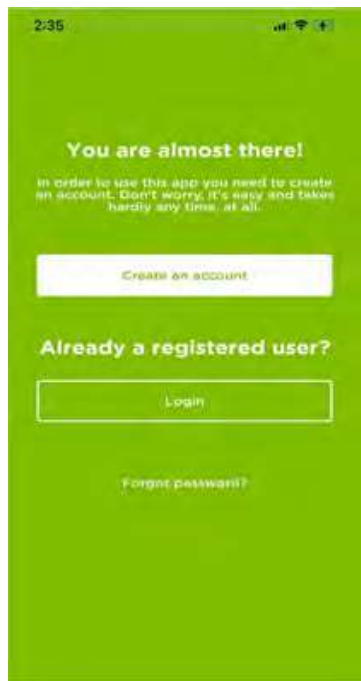 2:35
You are almost there!
In order to use this app you need to create
an account. Don't worry, it's easy and takes
hardly any time, at all.
Create an account
Already a registered user?
Login
Forgot password?